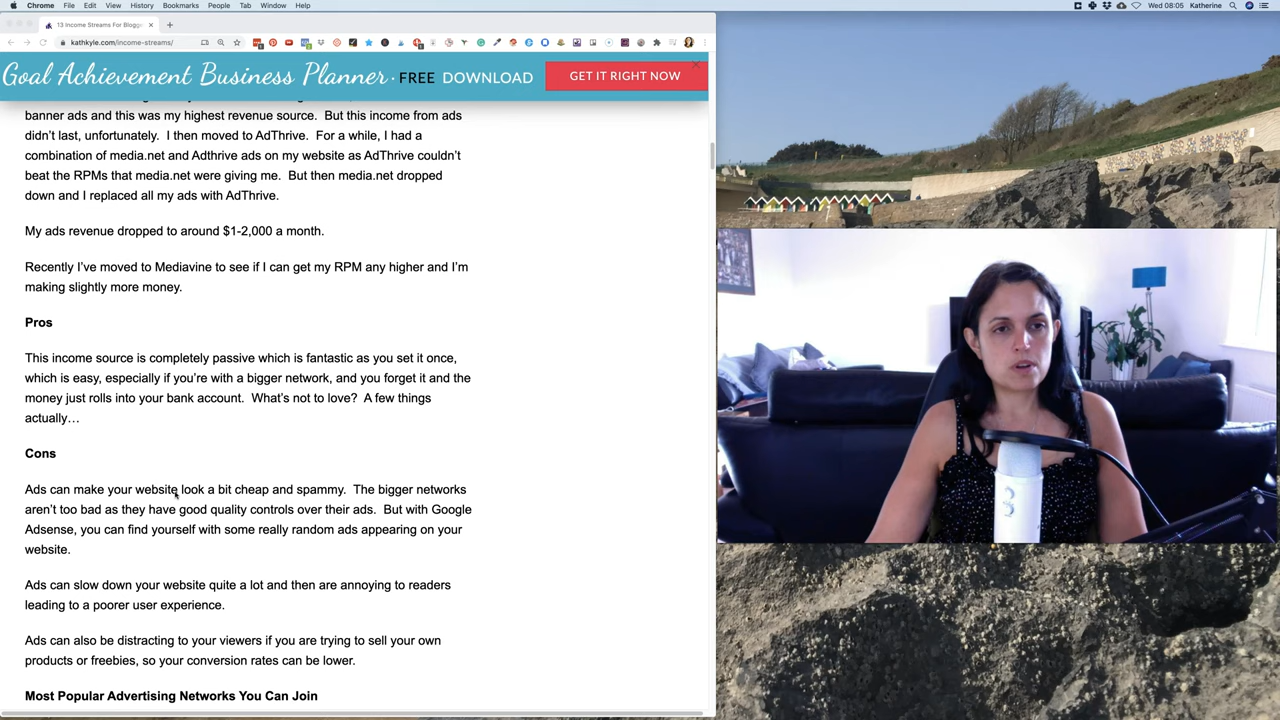 Chrome File Edit View History Bookmarks People Tab Window Help
Wed 08:05 Katherine
13 Income Streams For Blogge
kathkyle.com/income-streams/
Goal Achievement Business Planner · FREE DOWNLOAD GET IT RIGHT NOW
banner ads and this was my highest revenue source. But this income from ads
didn't last, unfortunately. I then moved to AdThrive. For a while, I had a
combination of media.net and Adthrive ads on my website as AdThrive couldn't
beat the RPMs that media.net were giving me. But then media.net dropped
down and I replaced all my ads with AdThrive.
My ads revenue dropped to around $1-2,000 a month.
Recently I've moved to Mediavine to see if I can get my RPM any higher and I'm
making slightly more money.
Pros
This income source is completely passive which is fantastic as you set it once,
which is easy, especially if you're with a bigger network, and you forget it and the
money just rolls into your bank account. What's not to love? A few things
actually…
Cons
Ads can make your website look a bit cheap and spammy. The bigger networks
aren't too bad as they have good quality controls over their ads. But with Google
Adsense, you can find yourself with some really random ads appearing on your
website.
Ads can slow down your website quite a lot and then are annoying to readers
leading to a poorer user experience.
Ads can also be distracting to your viewers if you are trying to sell your own
products or freebies, so your conversion rates can be lower.
Most Popular Advertising Networks You Can Join